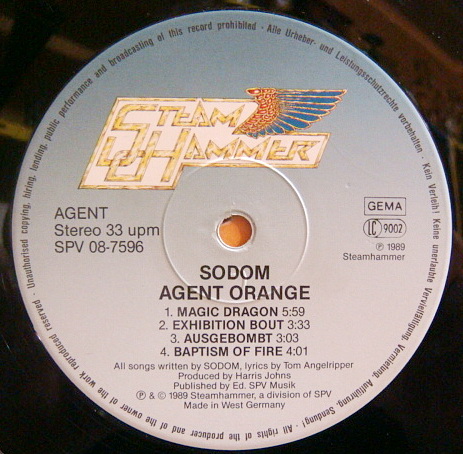 Unauthorised copying, hiring, lending, public performance and broadcasting of this record prohibited - Alle Urheber- und Leistungsschutzrechte vorbehalten - Kein Verleih! Keine unerlaubte Vervielfältigung, Vermietung, Aufführung, Sendung! - All rights of the producer and of the owner of the work reproduced reserved -
STEAM
HAMMER
AGENT
Stereo 33 upm
SPV 08-7596
GEMA
LC 9002
℗ 1989
Steamhammer
SODOM
AGENT ORANGE
1. MAGIC DRAGON 5:59
2. EXHIBITION BOUT 3:33
3. AUSGEBOMBT 3:03
4. BAPTISM OF FIRE 4:01
All songs written by SODOM, lyrics by Tom Angelripper
Produced by Harris Johns
Published by Ed. SPV Musik
℗ & © 1989 Steamhammer, a division of SPV
Made in West Germany